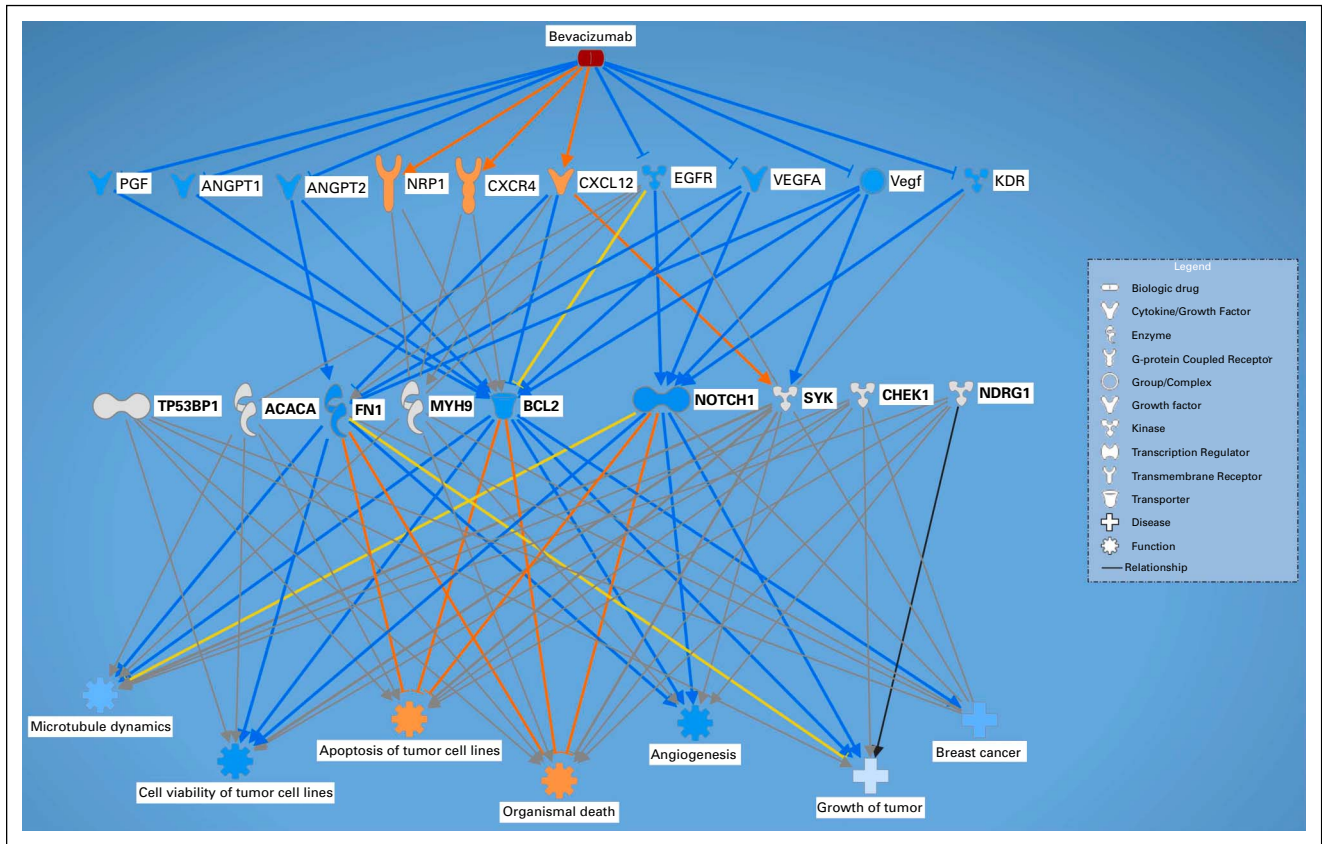 Bevacizumab
PGF
ANGPT1
ANGPT2
NRP1
CXCR4
CXCL12
EGFR
VEGFA
Vegf
KDR
TP53BP1
ACACA
FN1
MYH9
BCL2
NOTCH1
SYK
CHEK1
NDRG1
Microtubule dynamics
Cell viability of tumor cell lines
Apoptosis of tumor cell lines
Organismal death
Angiogenesis
Growth of tumor
Breast cancer
Legend
Biologic drug
Cytokine/Growth Factor
Enzyme
G-protein Coupled Receptor
Group/Complex
Growth factor
Kinase
Transcription Regulator
Transmembrane Receptor
Transporter
Disease
Function
Relationship